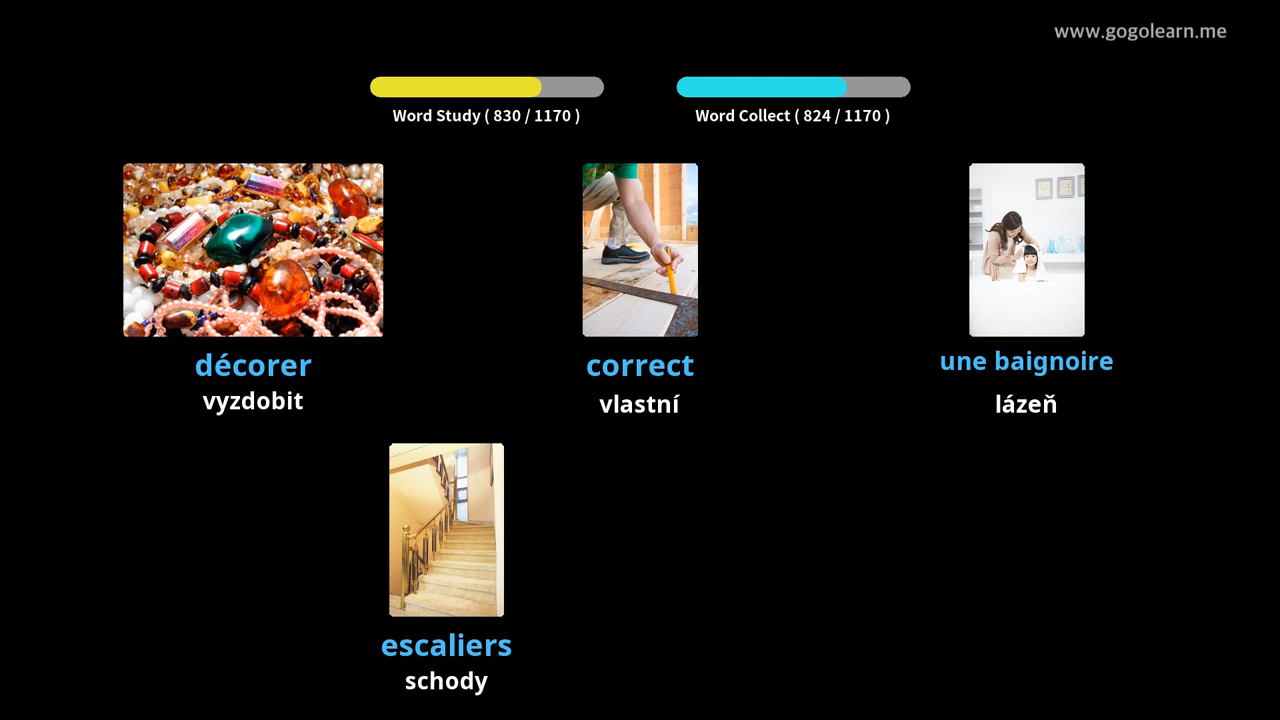 www.gogolearn.me
Word Study ( 830 / 1170 )
Word Collect ( 824 / 1170 )
décorer
vyzdobit
correct
vlastní
une baignoire
lázeň
escaliers
schody